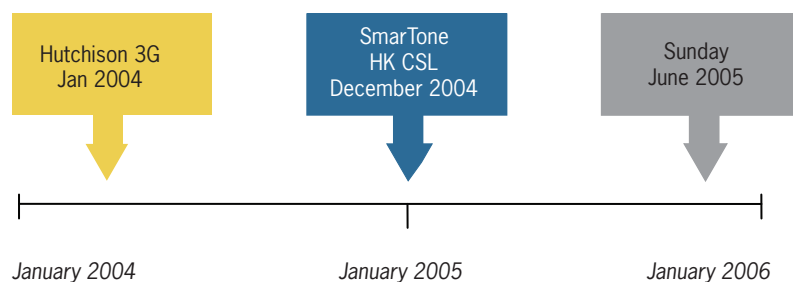 Hutchison 3G
Jan 2004
SmarTone
HK CSL
December 2004
Sunday
June 2005
January 2004
January 2005
January 2006